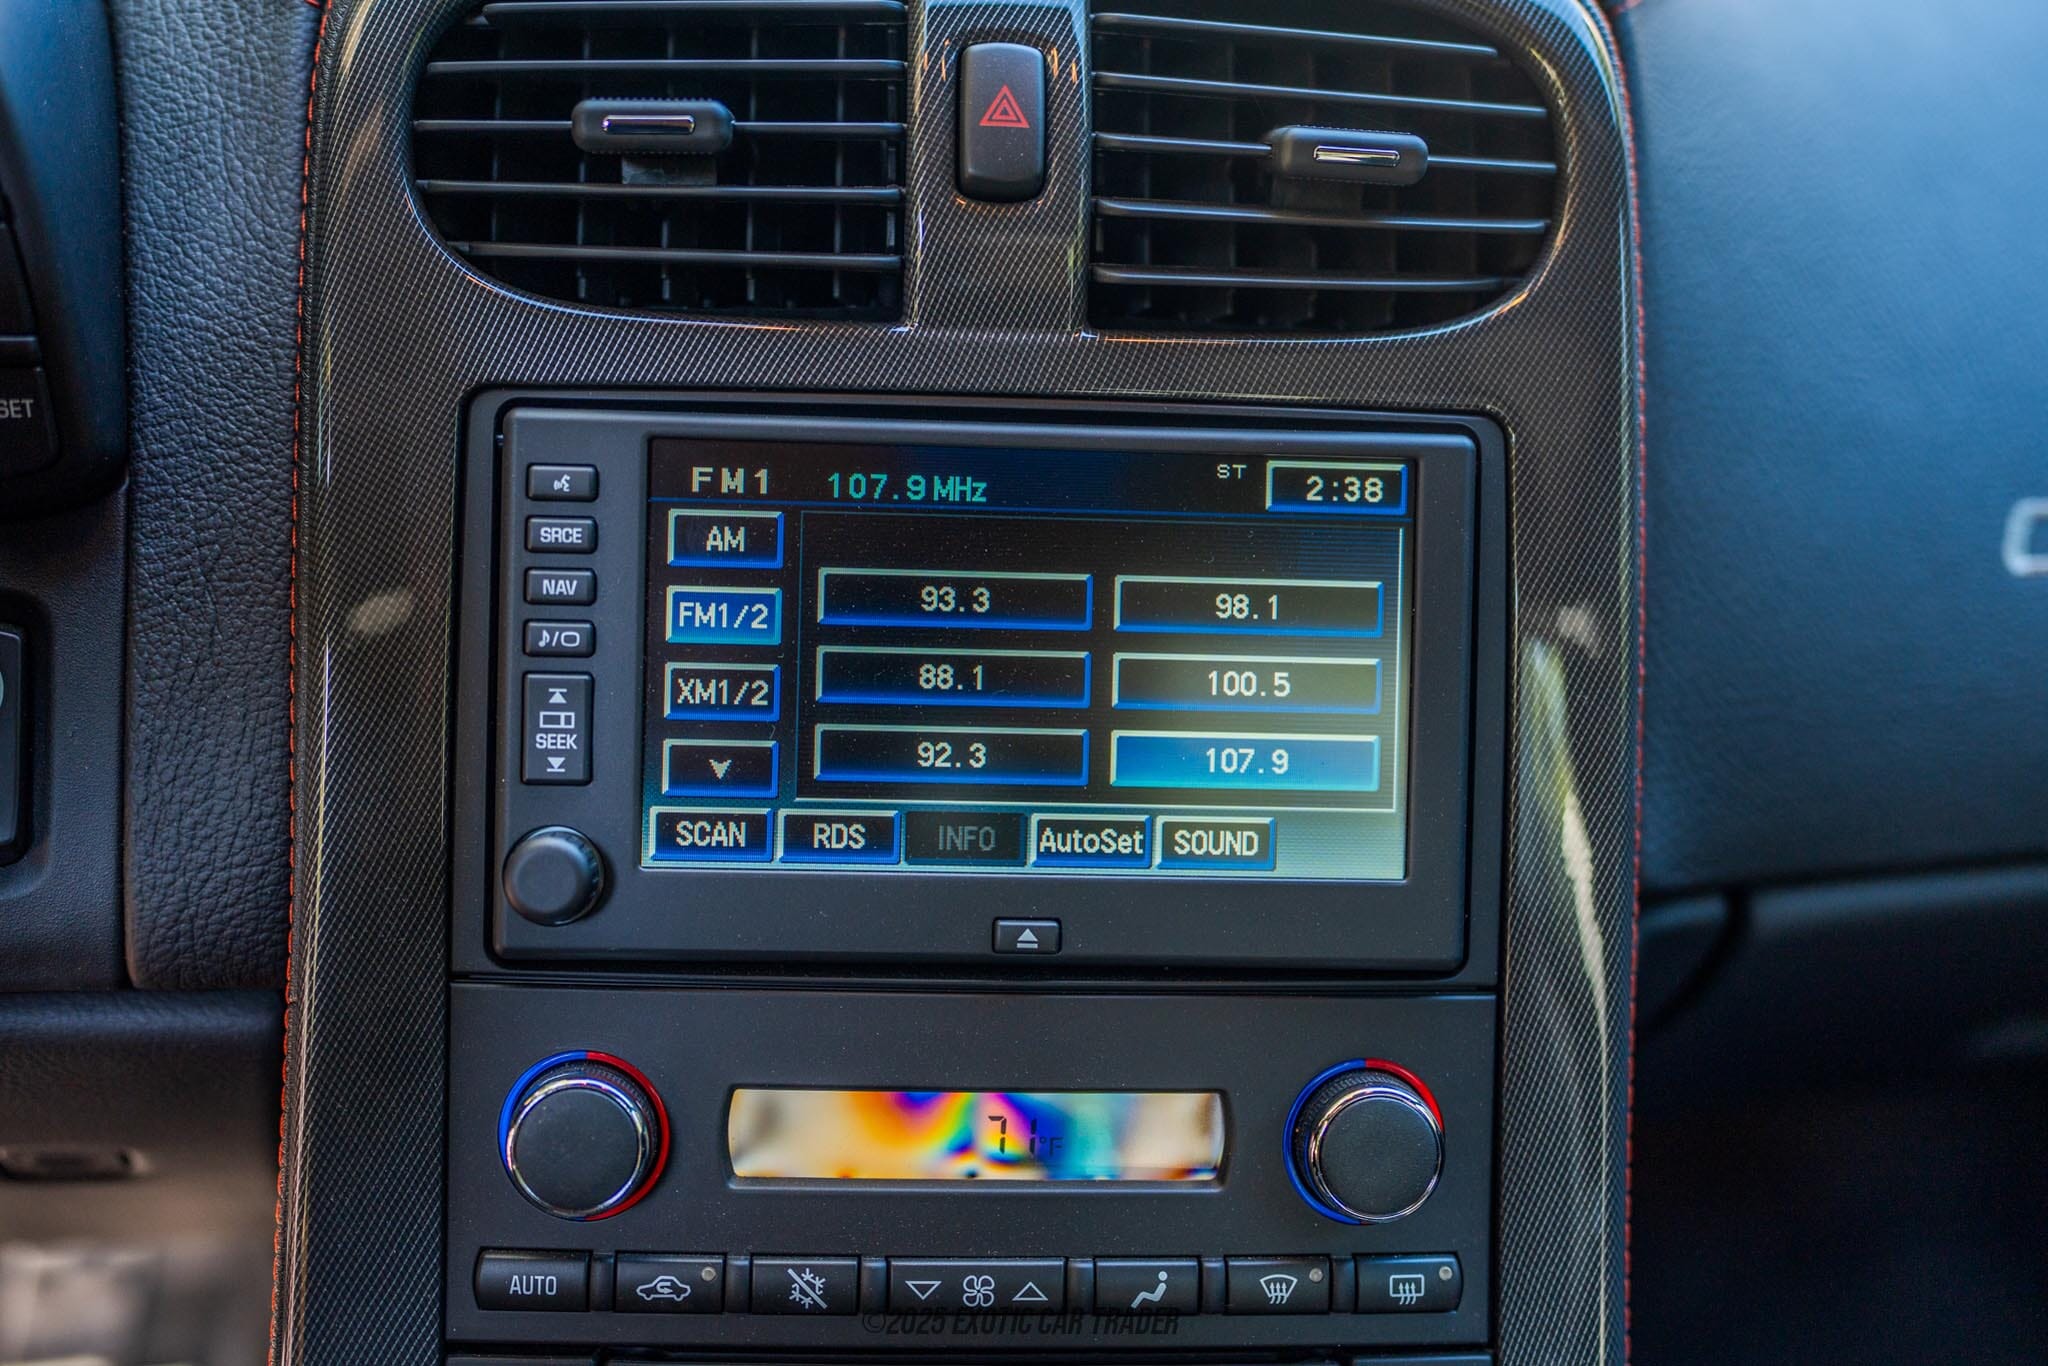 SET
FM1 107.9 MHz ST 2:38
SRCE
NAV
SEEK
AM
FM1/2
XM1/2
93.3 98.1
88.1 100.5
92.3 107.9
SCAN RDS INFO AutoSet SOUND
71°F
AUTO
©2025 EXOTIC CAR TRADER